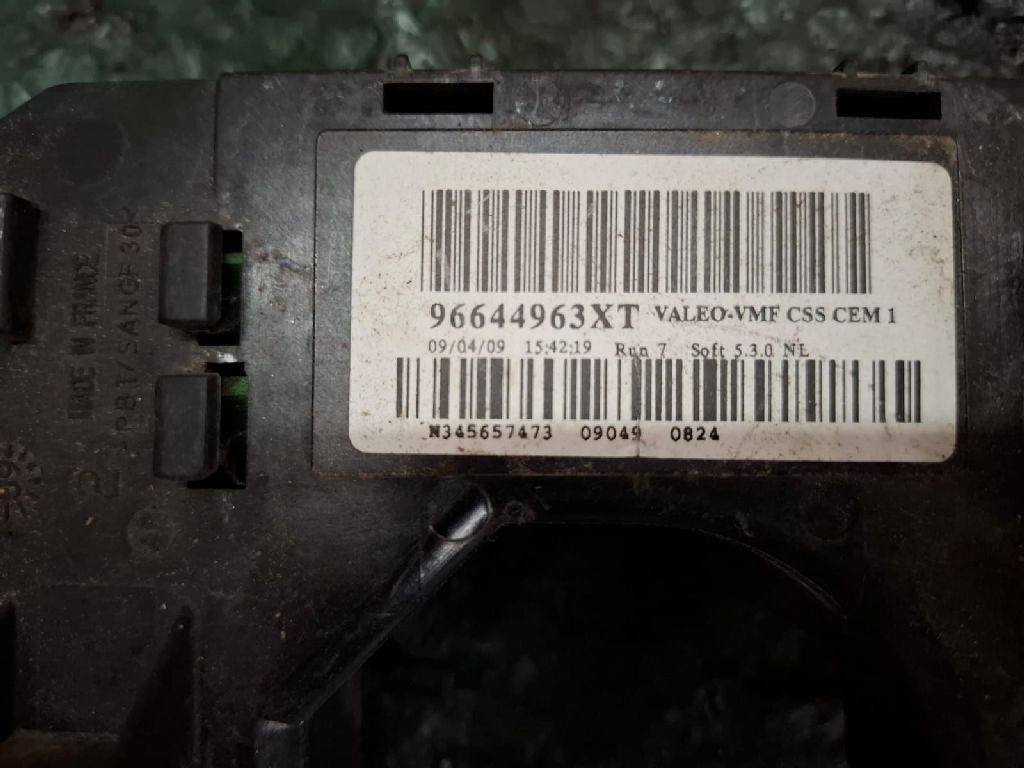 96644963XT VALEO-VMF CSS CEM 1
09/04/09 15:42:19 Run 7 Soft 5.3.0 NL
N345657473 09049 0824
MADE IN FRANCE